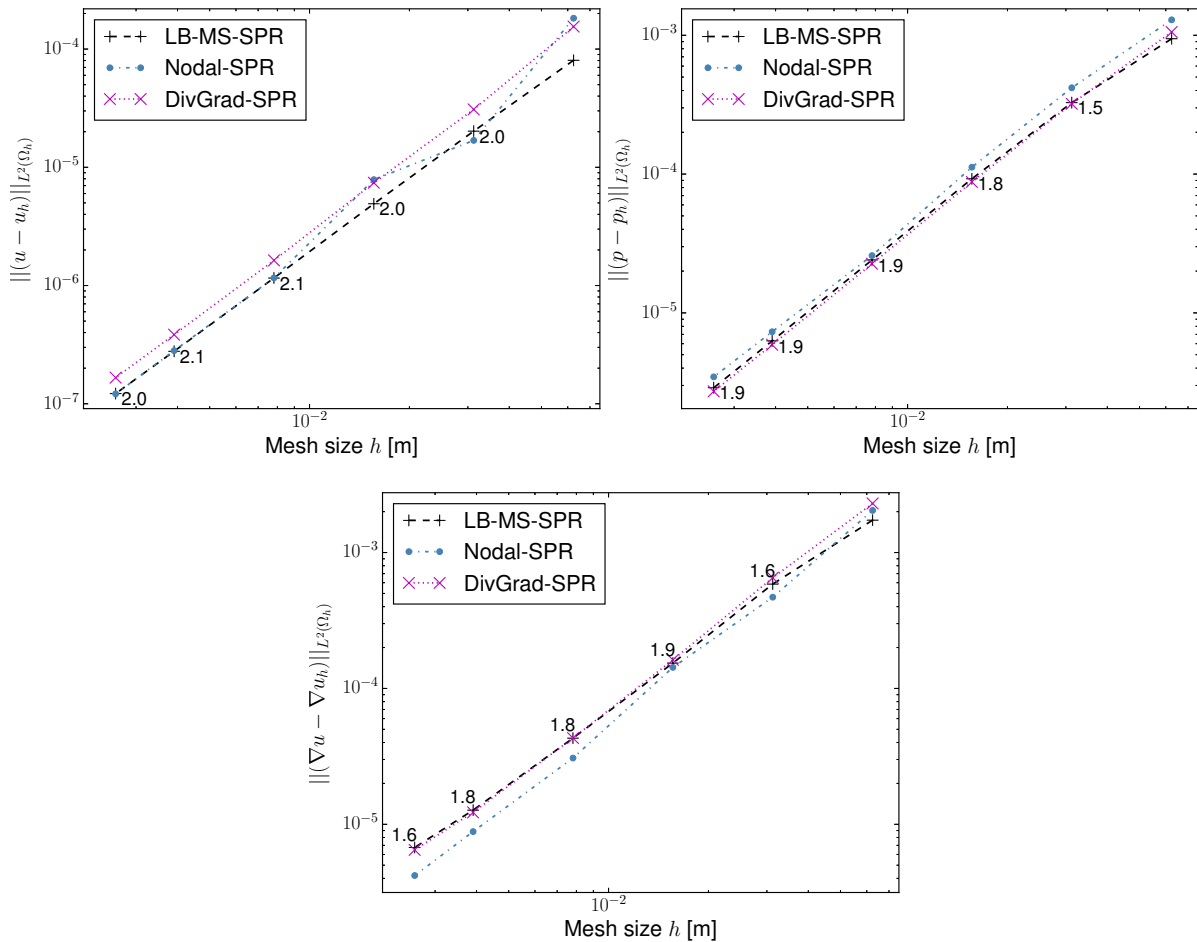 LB-MS-SPR
Nodal-SPR
DivGrad-SPR
10⁻⁴
10⁻⁵
10⁻⁶
10⁻⁷
||(u − u_h)||_{L²(Ω_h)}
2.0
2.0
2.1
2.1
2.0
10⁻²
Mesh size h [m]
LB-MS-SPR
Nodal-SPR
DivGrad-SPR
10⁻³
10⁻⁴
10⁻⁵
||(p − p_h)||_{L²(Ω_h)}
1.5
1.8
1.9
1.9
1.9
10⁻²
Mesh size h [m]
LB-MS-SPR
Nodal-SPR
DivGrad-SPR
10⁻³
10⁻⁴
10⁻⁵
||(∇u − ∇u_h)||_{L²(Ω_h)}
1.6
1.9
1.8
1.8
1.6
10⁻²
Mesh size h [m]